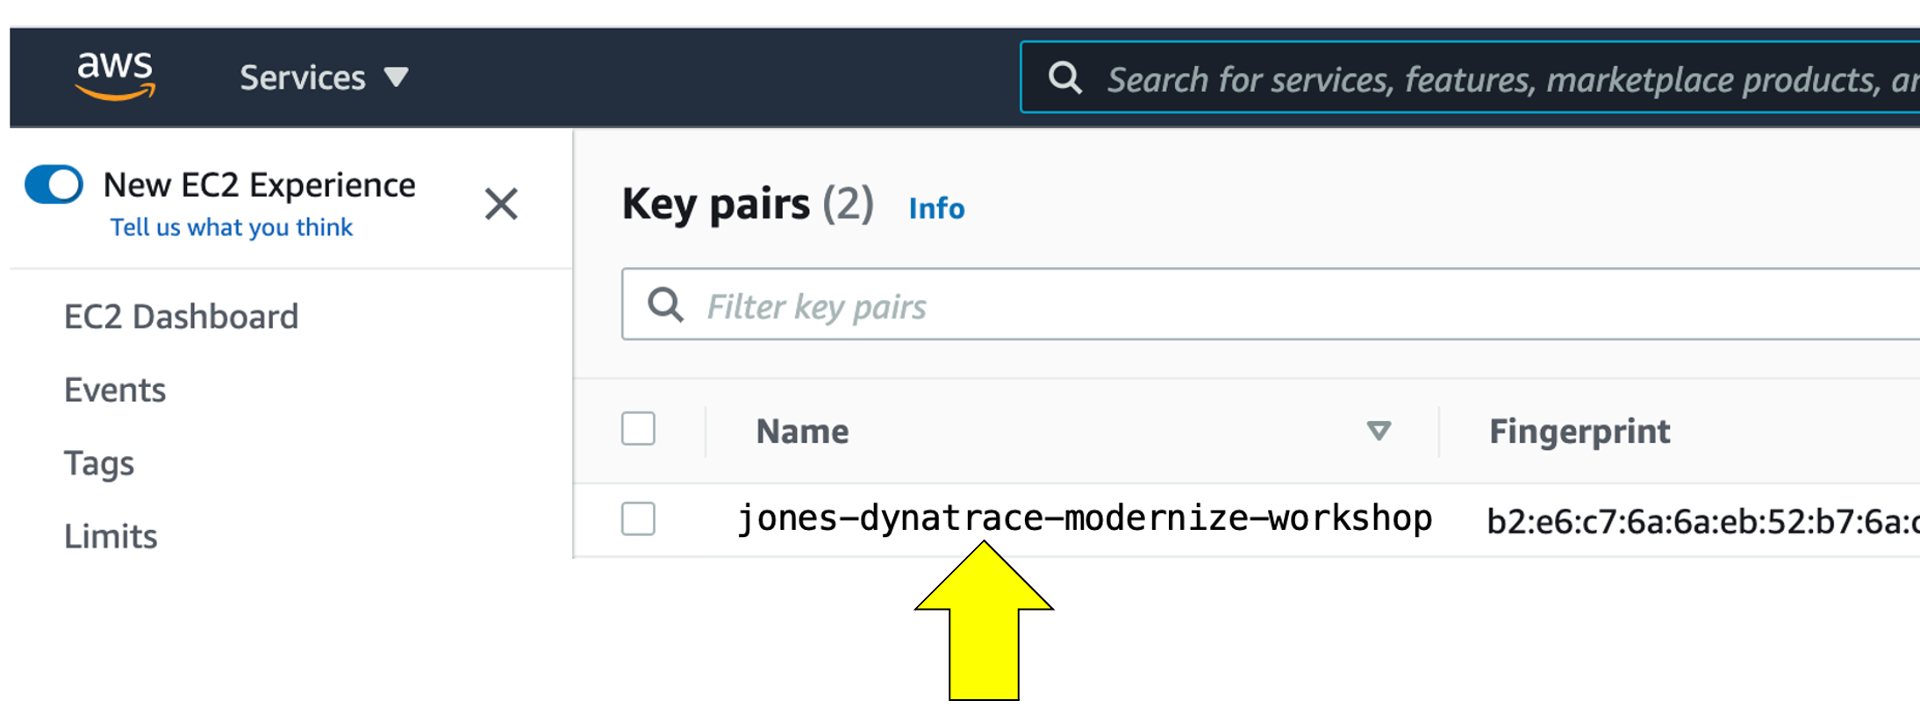 aws Services
Search for services, features, marketplace products,
New EC2 Experience
Tell us what you think
Key pairs (2) Info
Filter key pairs
EC2 Dashboard
Events
Tags
Limits
Name Fingerprint
jones-dynatrace-modernize-workshop b2:e6:c7:6a:6a:eb:52:b7:6a: